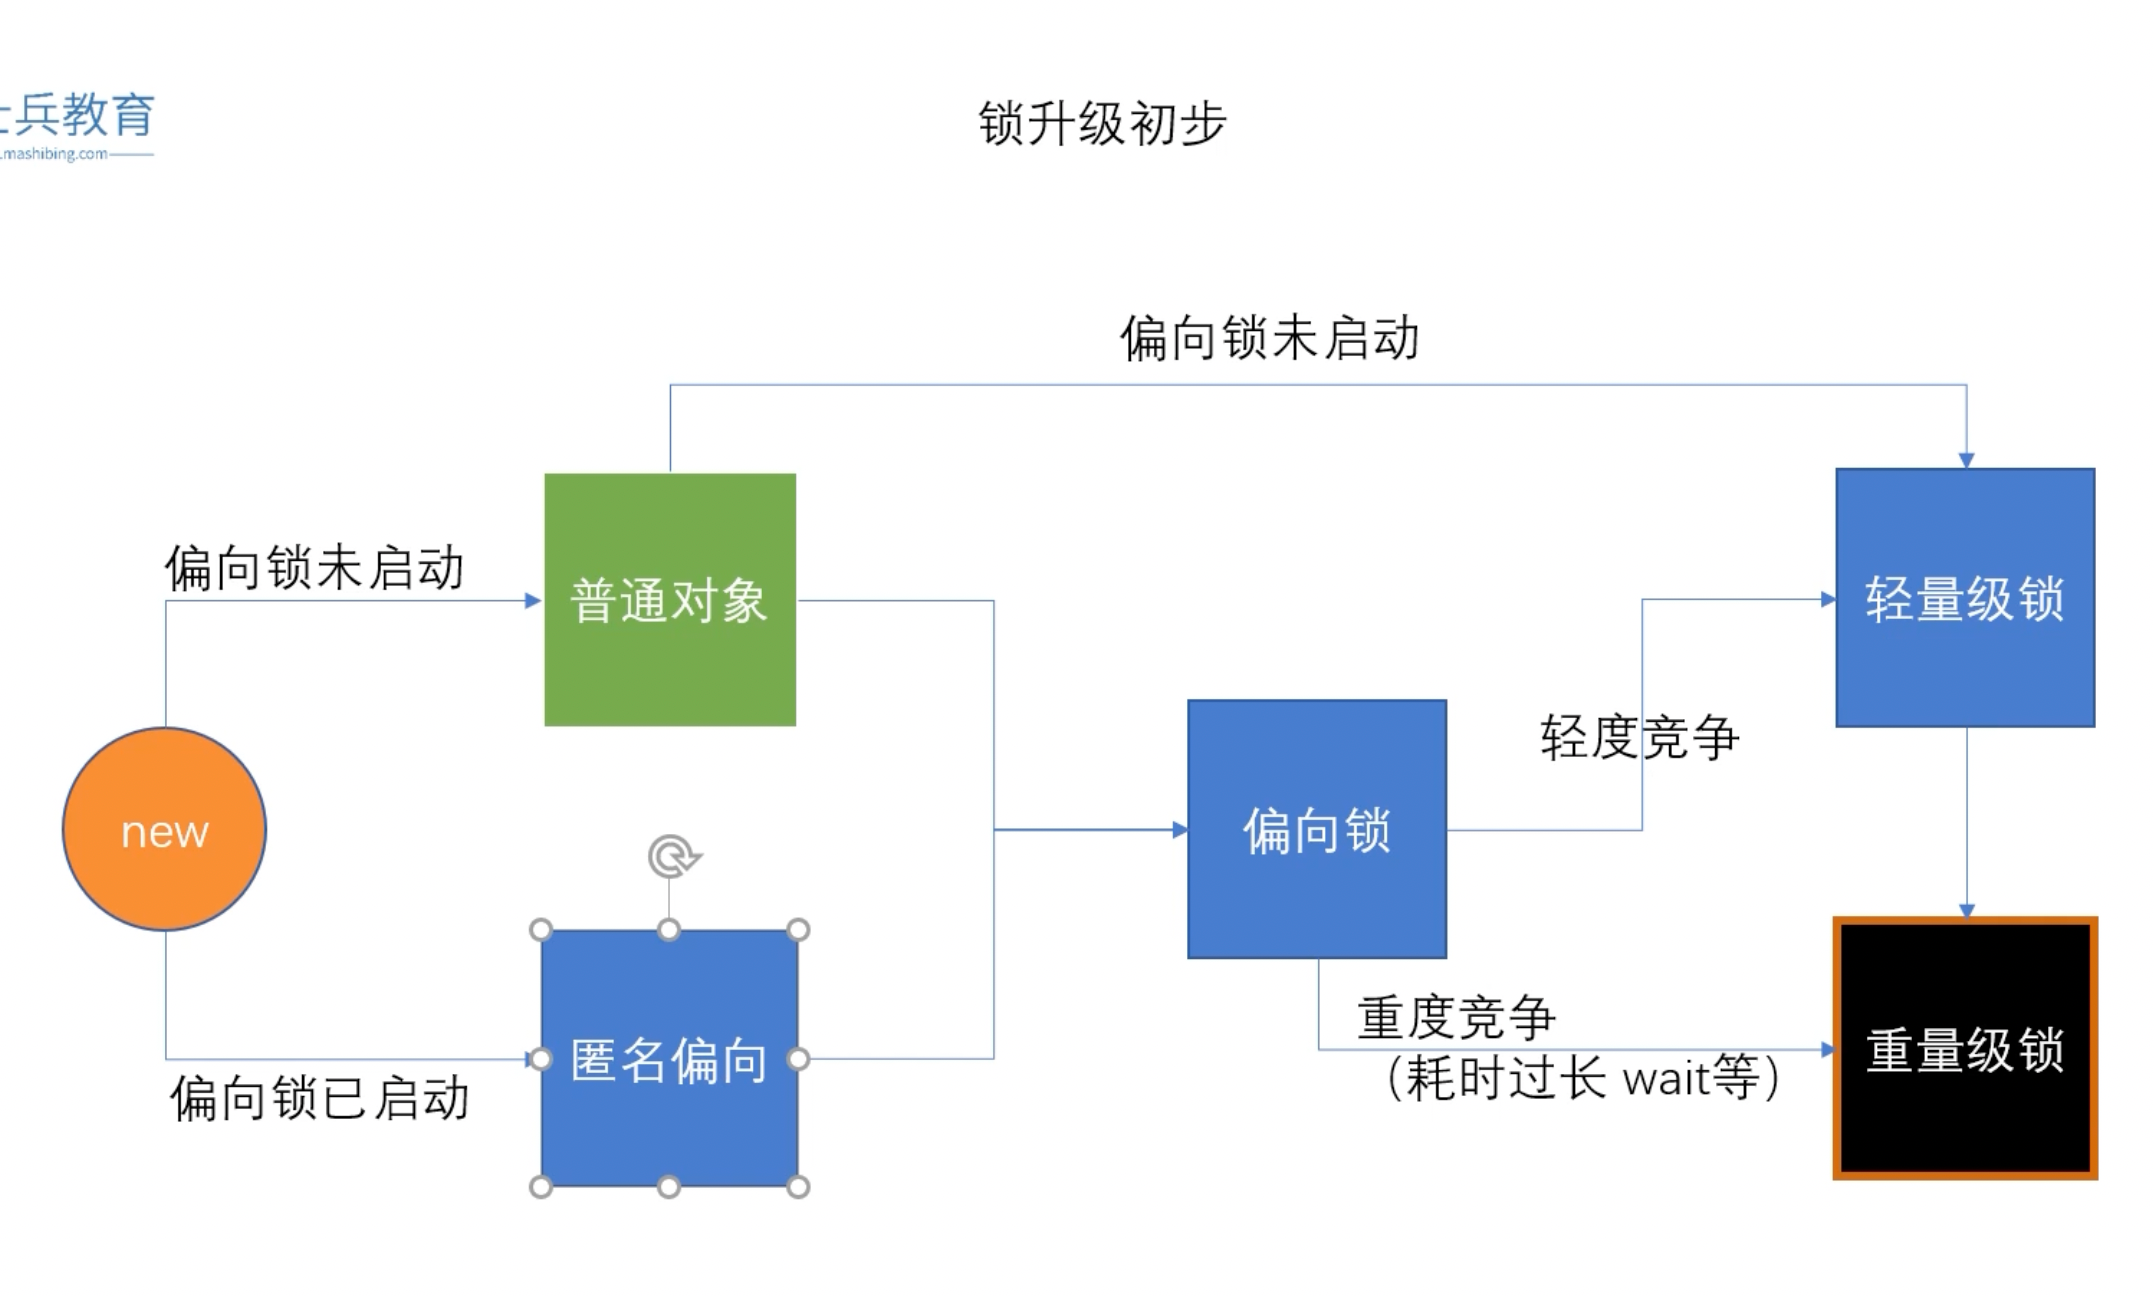 士兵教育
.mashibing.com
锁升级初步
偏向锁未启动
偏向锁未启动
普通对象
轻量级锁
轻度竞争
new
偏向锁
重度竞争
（耗时过长 wait等）
匿名偏向
重量级锁
偏向锁已启动